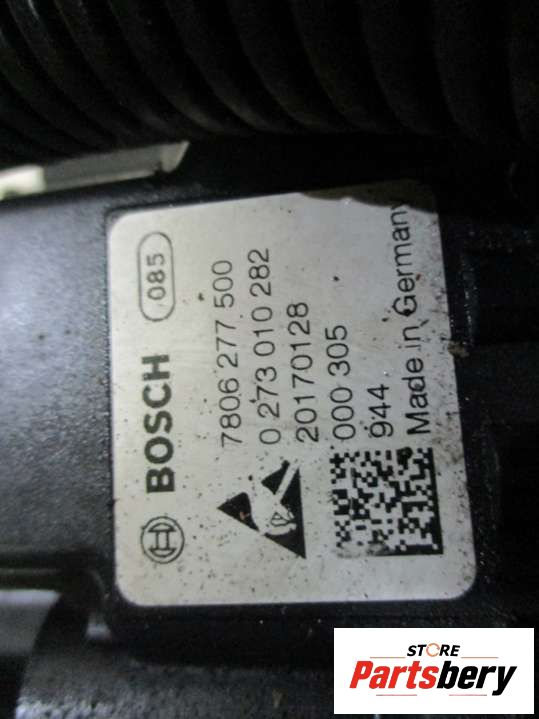 085
BOSCH
7806 277 500
0 273 010 282
20170128
000 305
944
Made in Germany
STORE
Partsbery